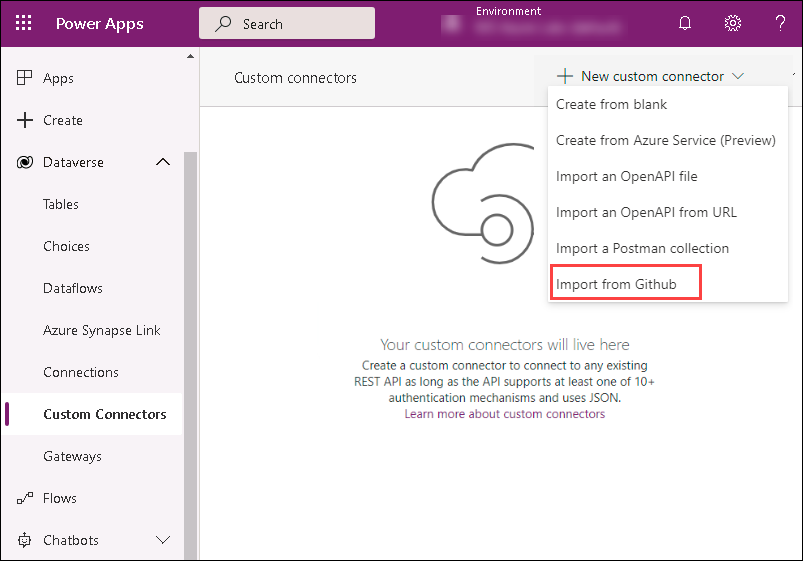 Power Apps
Search
Environment
?
Apps
Create
Dataverse
Tables
Choices
Dataflows
Azure Synapse Link
Connections
Custom Connectors
Gateways
Flows
Chatbots
Custom connectors
New custom connector
Create from blank
Create from Azure Service (Preview)
Import an OpenAPI file
Import an OpenAPI from URL
Import a Postman collection
Import from Github
Your custom connectors will live here
Create a custom connector to connect to any existing
REST API as long as the API supports at least one of 10+
authentication mechanisms and uses JSON.
Learn more about custom connectors